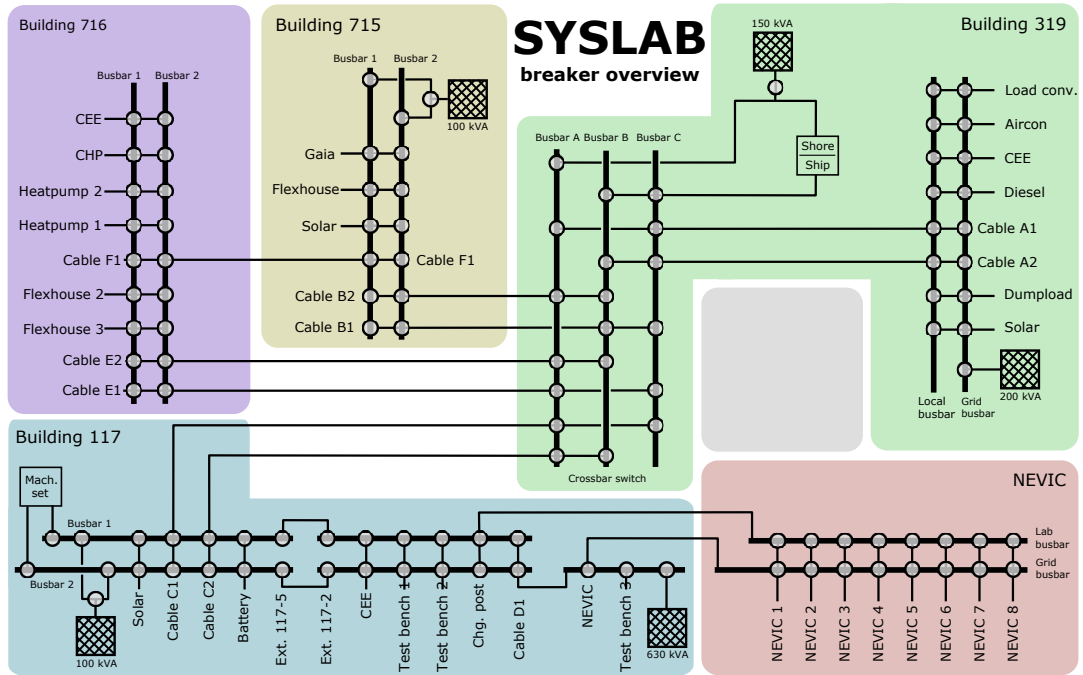 SYSLAB
breaker overview
Building 716
Busbar 1
Busbar 2
CEE
CHP
Heatpump 2
Heatpump 1
Cable F1
Flexhouse 2
Flexhouse 3
Cable E2
Cable E1
Building 715
Busbar 1
Busbar 2
100 kVA
Gaia
Flexhouse
Solar
Cable F1
Cable B2
Cable B1
Building 319
150 kVA
Shore
Ship
Busbar A
Busbar B
Busbar C
Crossbar switch
Load conv.
Aircon
CEE
Diesel
Cable A1
Cable A2
Dumpload
Solar
200 kVA
Local
busbar
Grid
busbar
Building 117
Mach.
set
Busbar 1
Busbar 2
100 kVA
Solar
Cable C1
Cable C2
Battery
Ext. 117-5
Ext. 117-2
CEE
Test bench 1
Test bench 2
Chg. post
Cable D1
NEVIC
Test bench 3
630 kVA
NEVIC
Lab
busbar
Grid
busbar
NEVIC 1
NEVIC 2
NEVIC 3
NEVIC 4
NEVIC 5
NEVIC 6
NEVIC 7
NEVIC 8